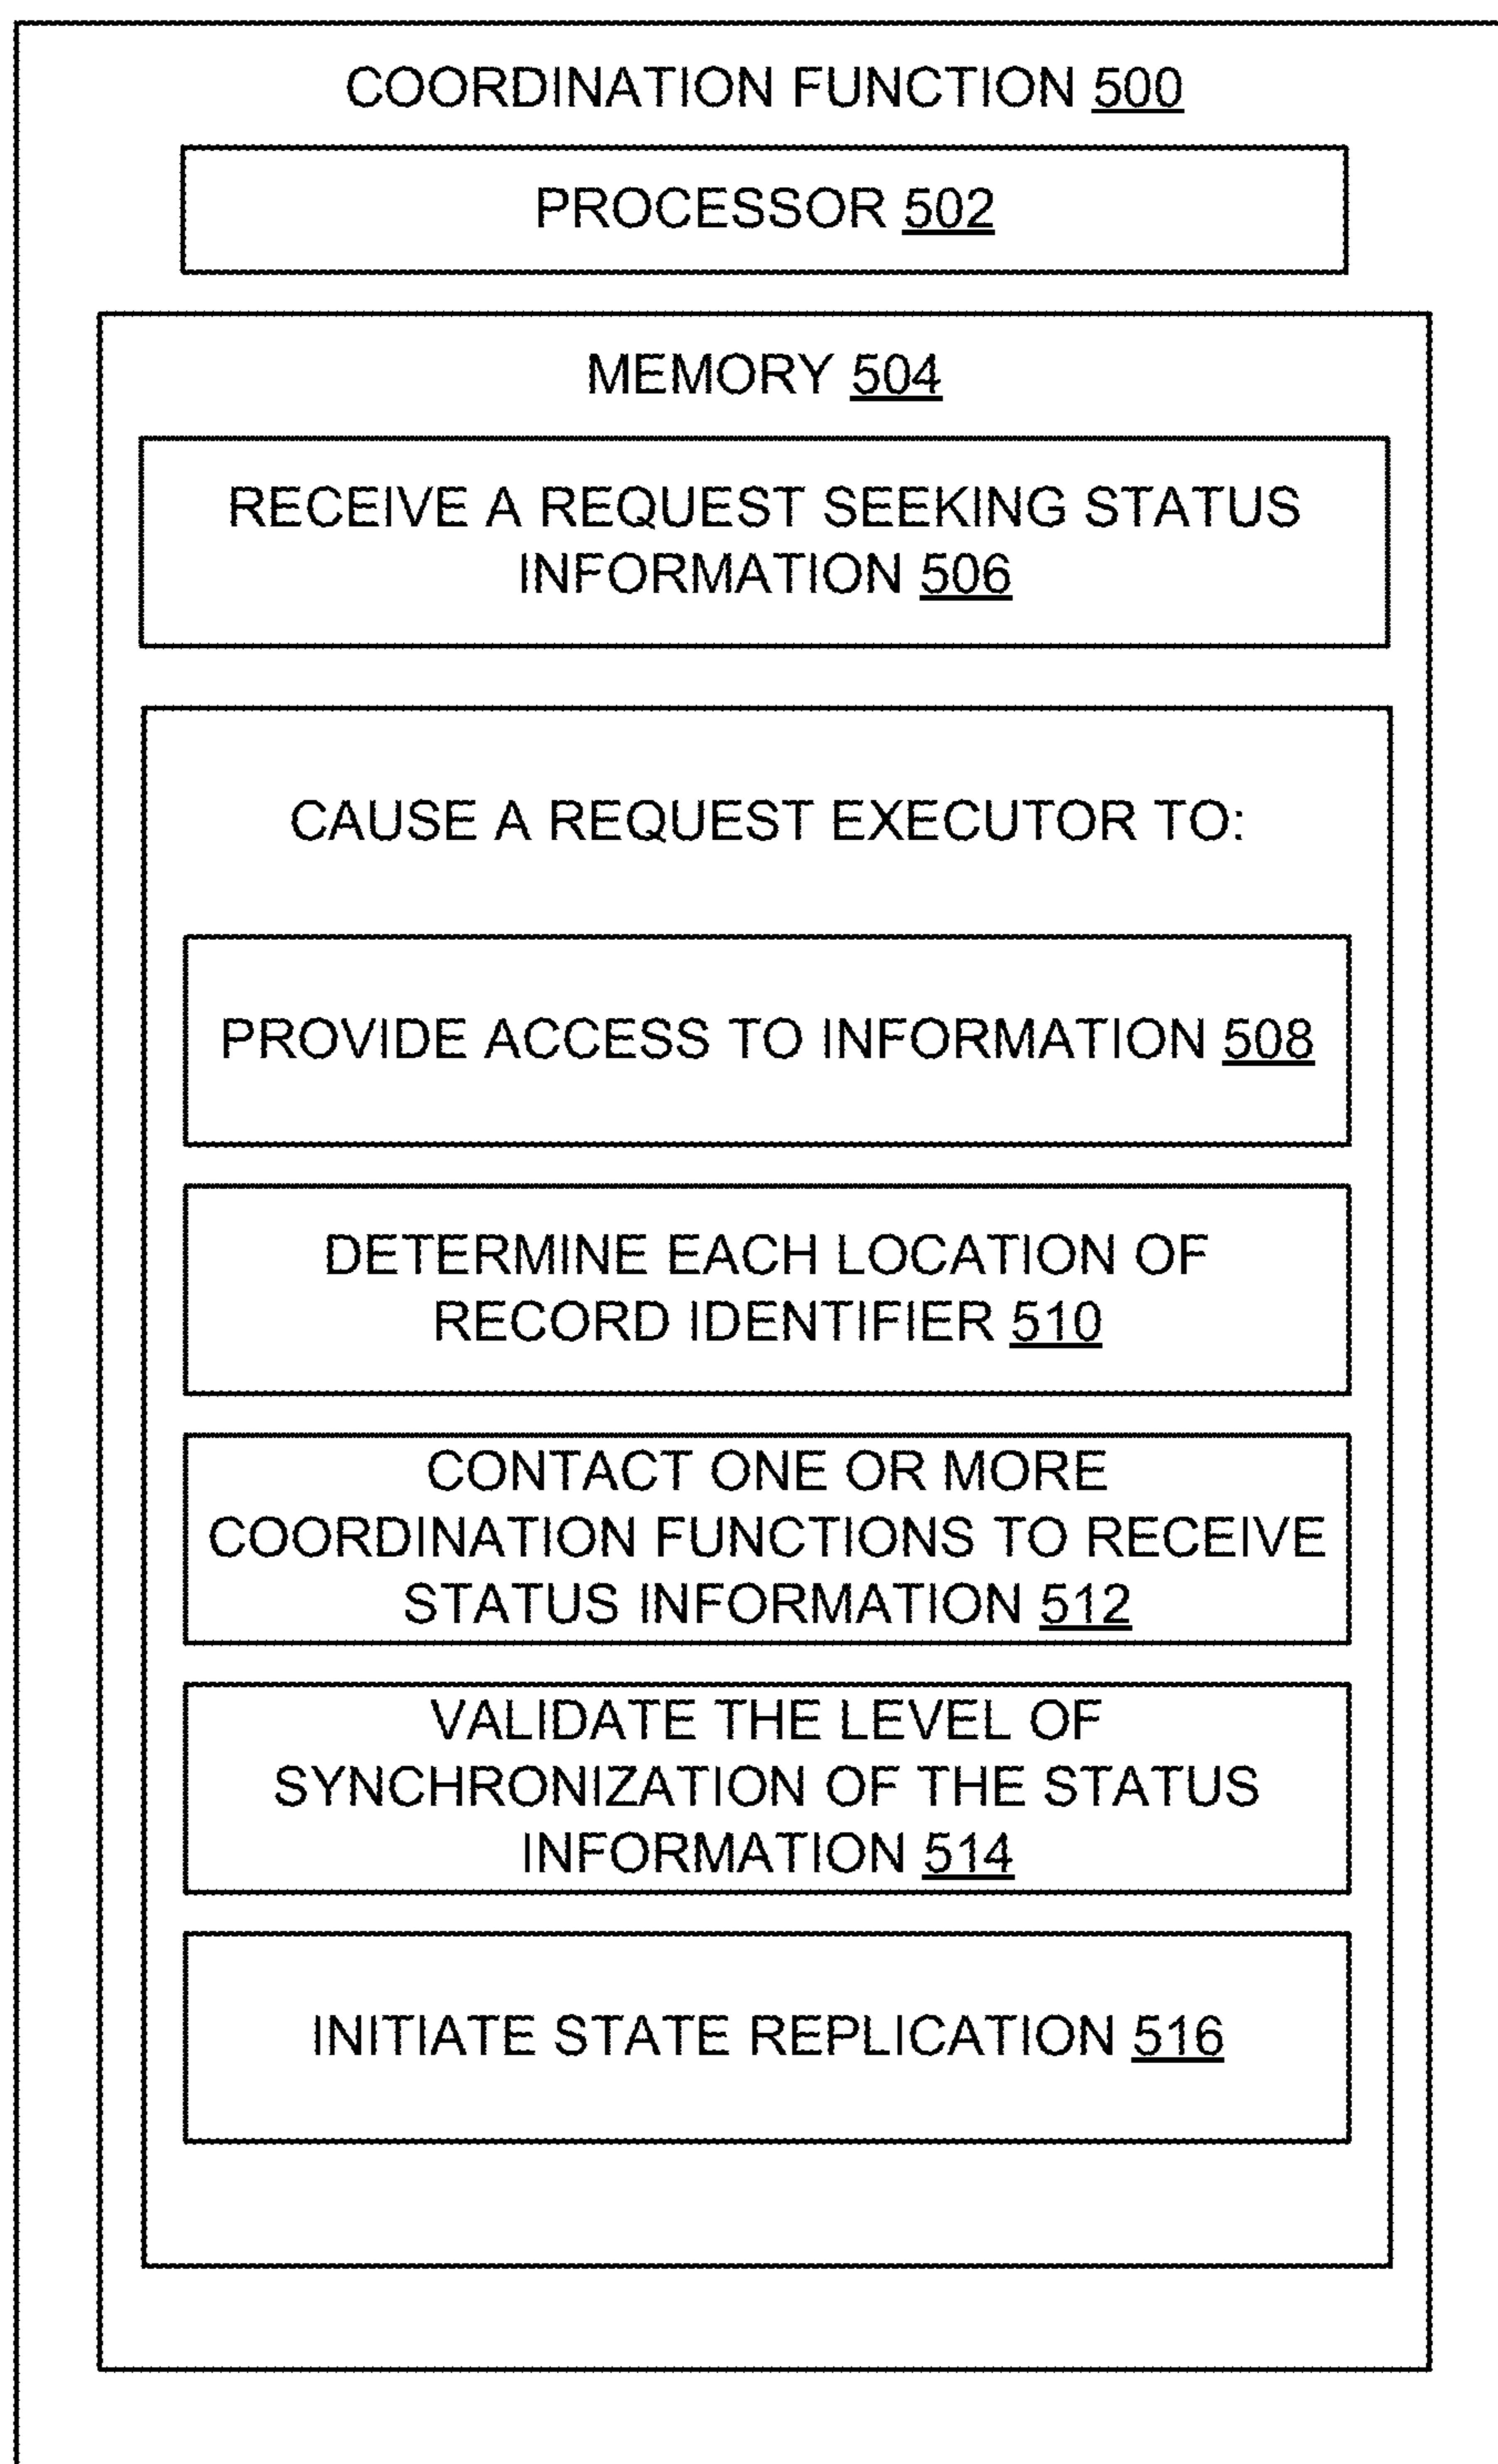 COORDINATION FUNCTION 500
PROCESSOR 502
MEMORY 504
RECEIVE A REQUEST SEEKING STATUS
INFORMATION 506
CAUSE A REQUEST EXECUTOR TO:
PROVIDE ACCESS TO INFORMATION 508
DETERMINE EACH LOCATION OF
RECORD IDENTIFIER 510
CONTACT ONE OR MORE
COORDINATION FUNCTIONS TO RECEIVE
STATUS INFORMATION 512
VALIDATE THE LEVEL OF
SYNCHRONIZATION OF THE STATUS
INFORMATION 514
INITIATE STATE REPLICATION 516